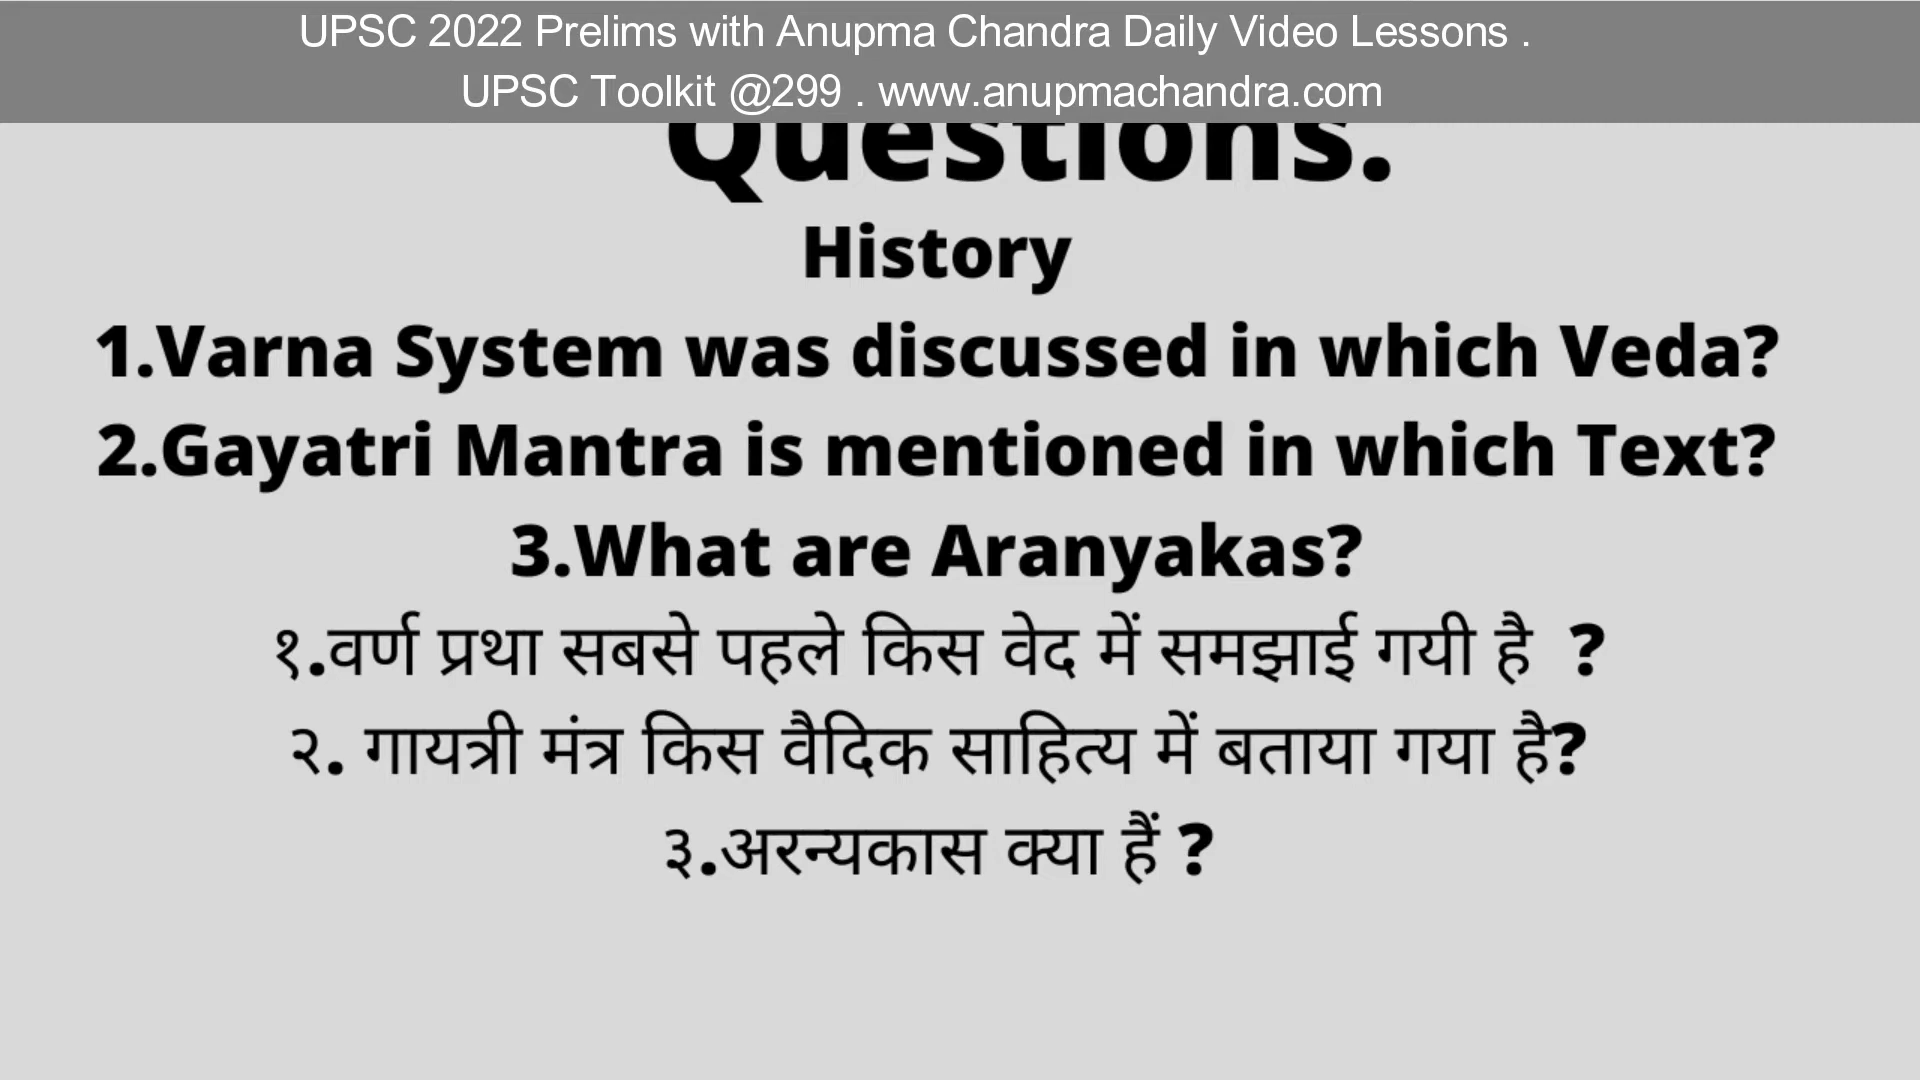 UPSC 2022 Prelims with Anupma Chandra Daily Video Lessons .
UPSC Toolkit @299 . www.anupmachandra.com
Questions.
History
1.Varna System was discussed in which Veda?
2.Gayatri Mantra is mentioned in which Text?
3.What are Aranyakas?
१.वर्ण प्रथा सबसे पहले किस वेद में समझाई गयी है ?
२. गायत्री मंत्र किस वैदिक साहित्य में बताया गया है?
३.अरन्यकास क्या हैं ?